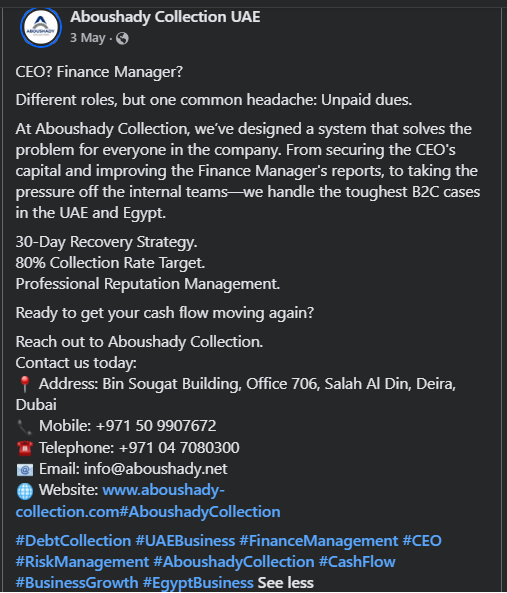 Aboushady Collection UAE
3 May ·
CEO? Finance Manager?
Different roles, but one common headache: Unpaid dues.
At Aboushady Collection, we've designed a system that solves the
problem for everyone in the company. From securing the CEO's
capital and improving the Finance Manager's reports, to taking the
pressure off the internal teams—we handle the toughest B2C cases
in the UAE and Egypt.
30-Day Recovery Strategy.
80% Collection Rate Target.
Professional Reputation Management.
Ready to get your cash flow moving again?
Reach out to Aboushady Collection.
Contact us today:
📍 Address: Bin Sougat Building, Office 706, Salah Al Din, Deira,
Dubai
📞 Mobile: +971 50 9907672
☎️ Telephone: +971 04 7080300
📧 Email: info@aboushady.net
🌐 Website: www.aboushady-
collection.com#AboushadyCollection
#DebtCollection #UAEBusiness #FinanceManagement #CEO
#RiskManagement #AboushadyCollection #CashFlow
#BusinessGrowth #EgyptBusiness See less